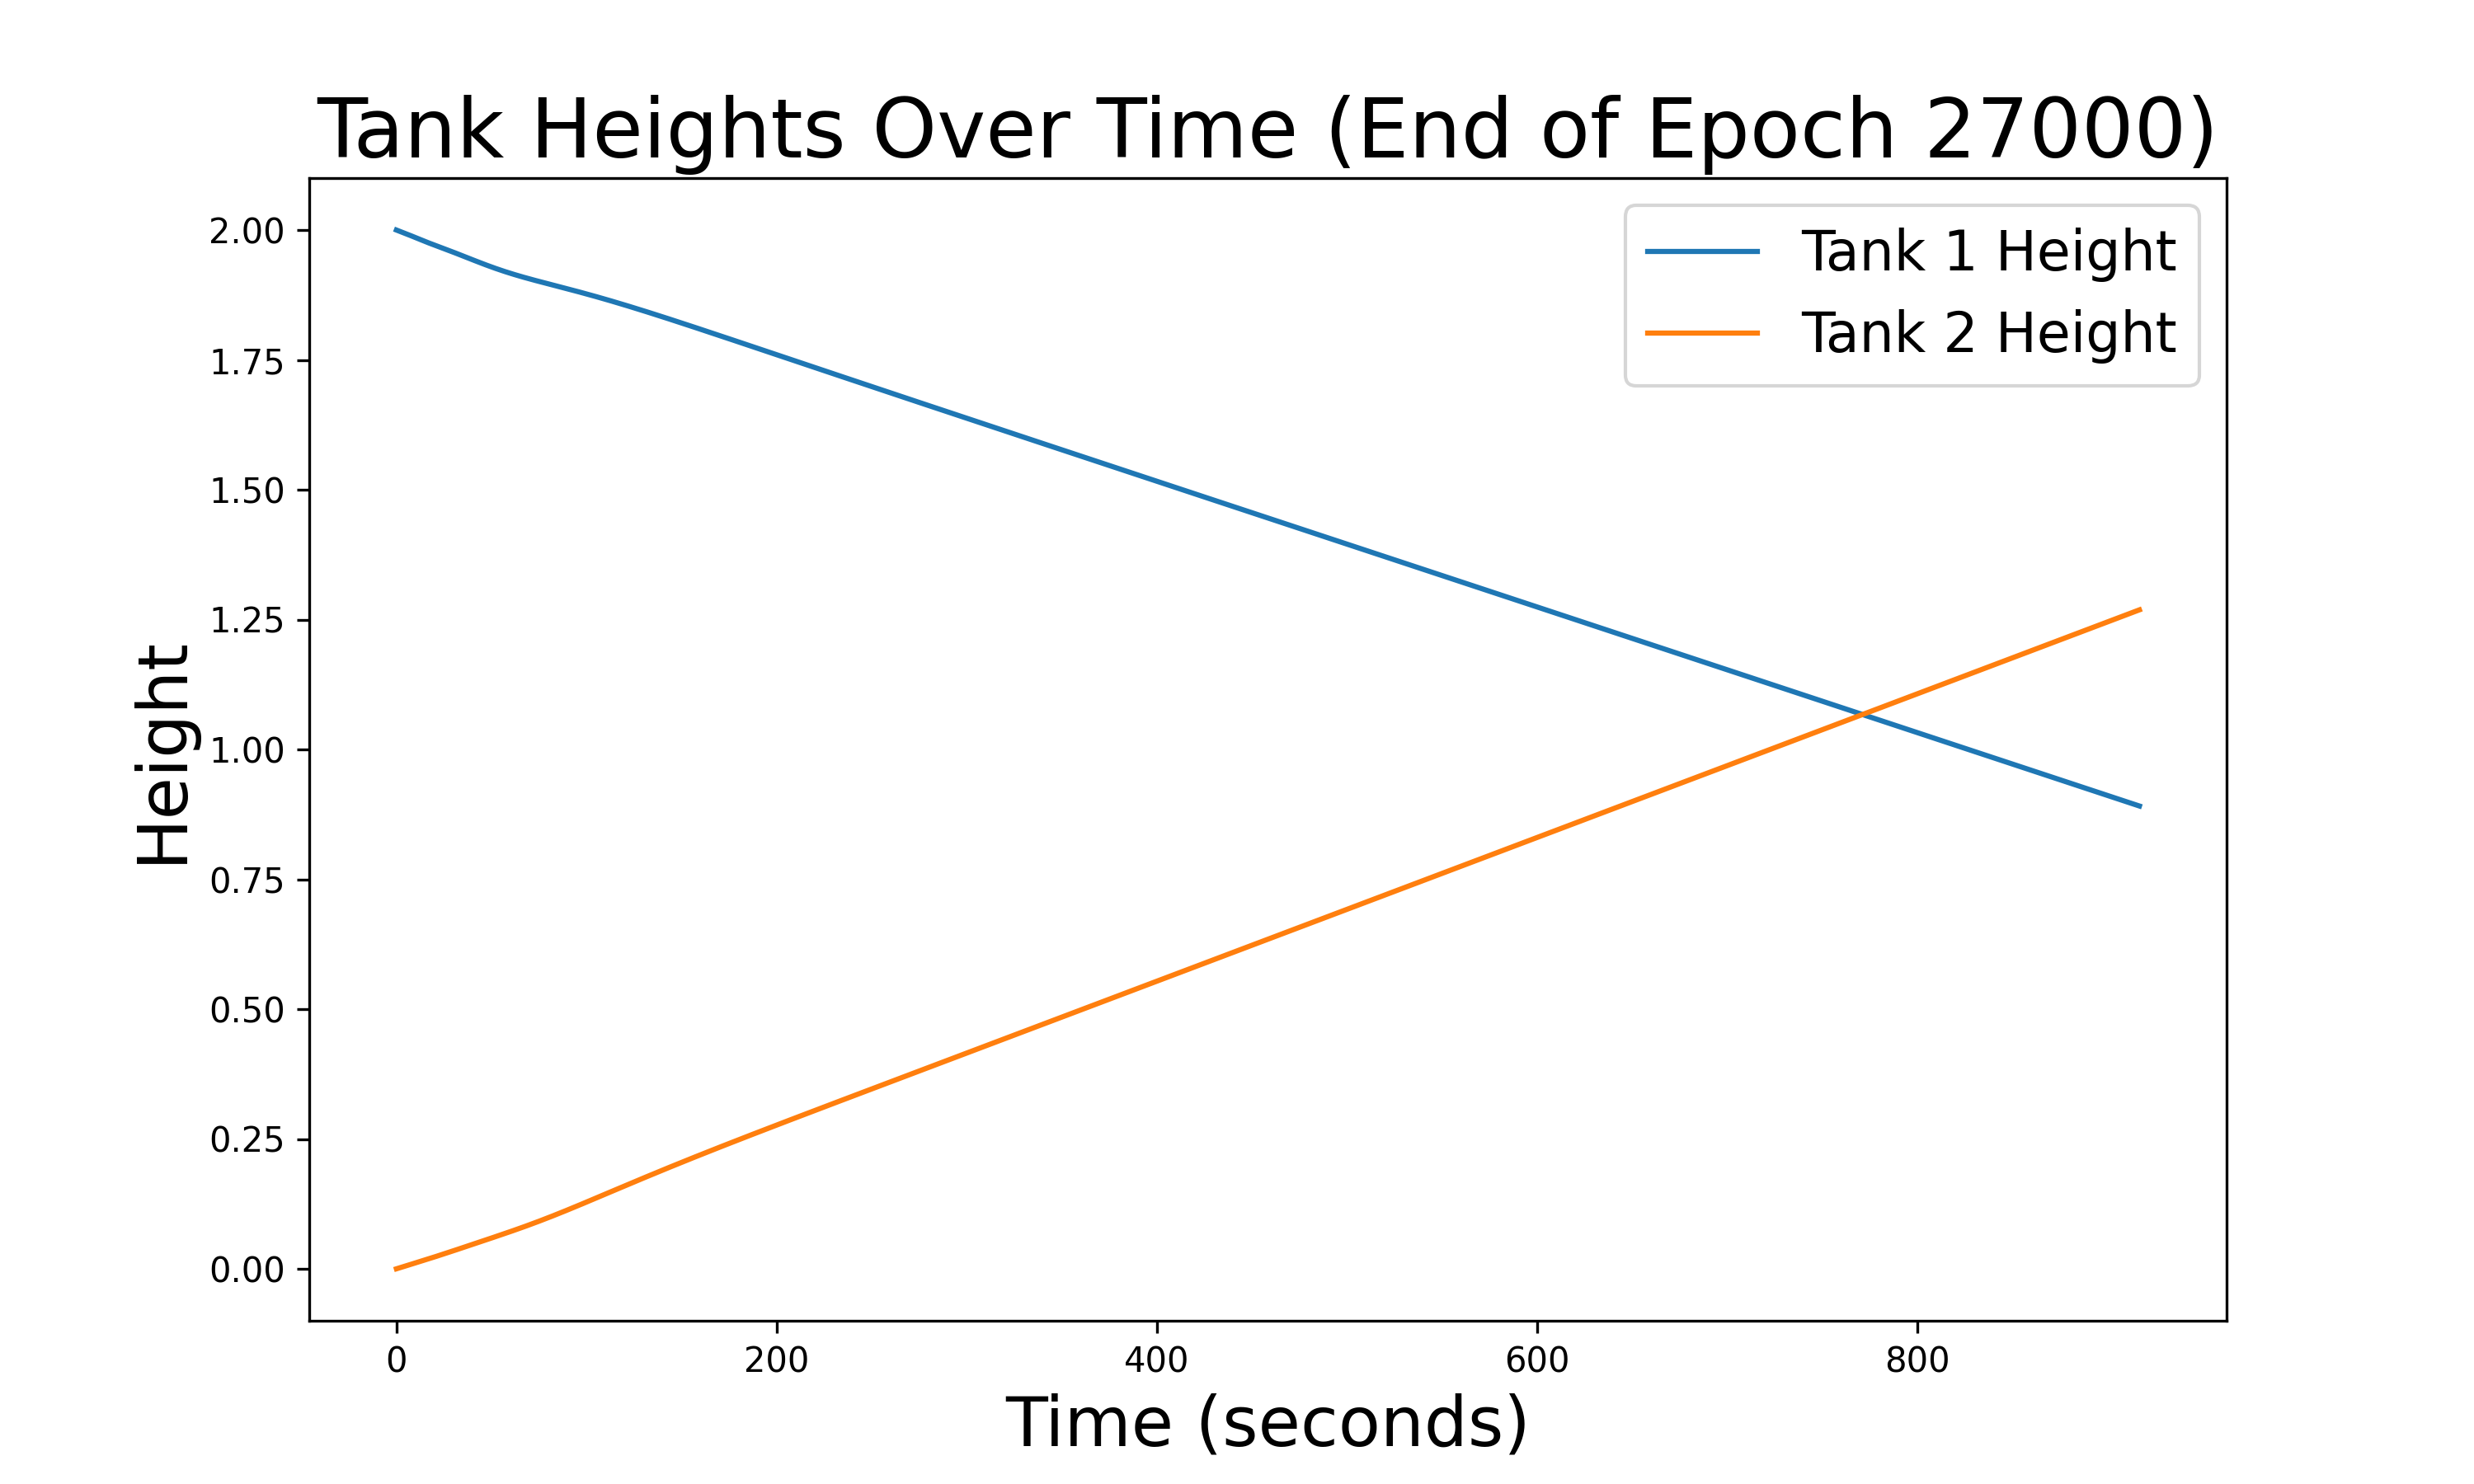 Tank Heights Over Time (End of Epoch 27000)
Tank 1 Height
Tank 2 Height
2.00
1.75
1.50
1.25
1.00
0.75
0.50
0.25
0.00
Height
0 200 400 600 800
Time (seconds)